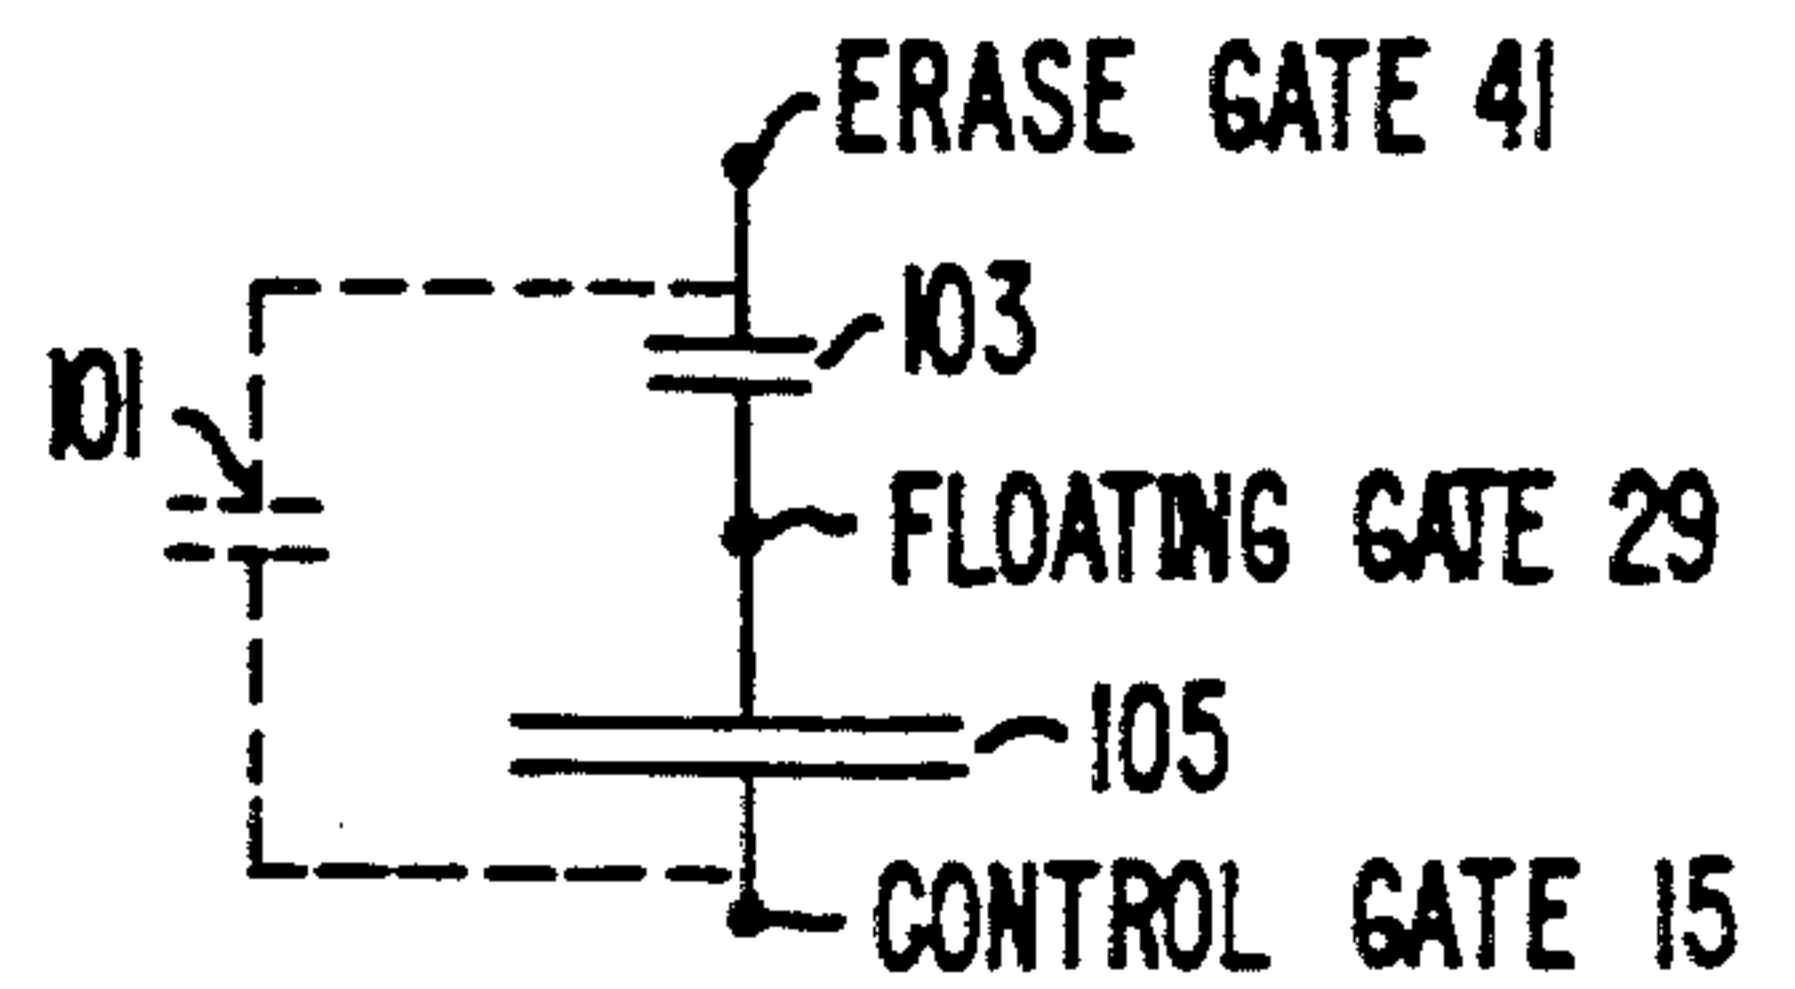 ERASE GATE 41
103
101
FLOATING GATE 29
105
CONTROL GATE 15